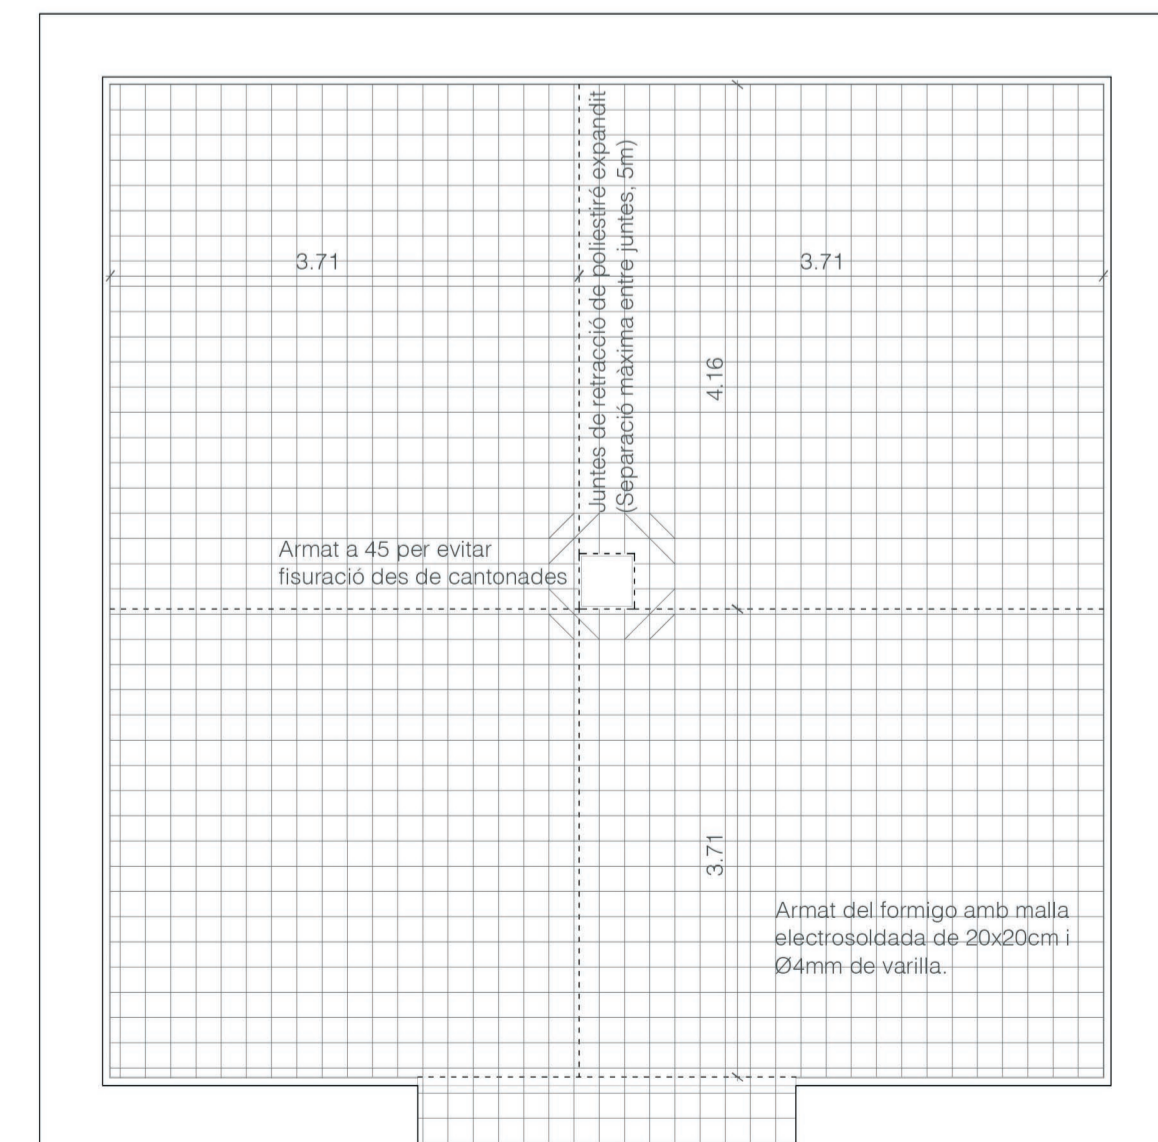 Juntes de retracció de poliestiré expandit
(Separació màxima entre juntes, 5m)
3.71
3.71
4.16
Armat a 45 per evitar
fisuració des de cantonades
3.71
Armat del formigo amb malla
electrosoldada de 20x20cm i
Ø4mm de varilla.